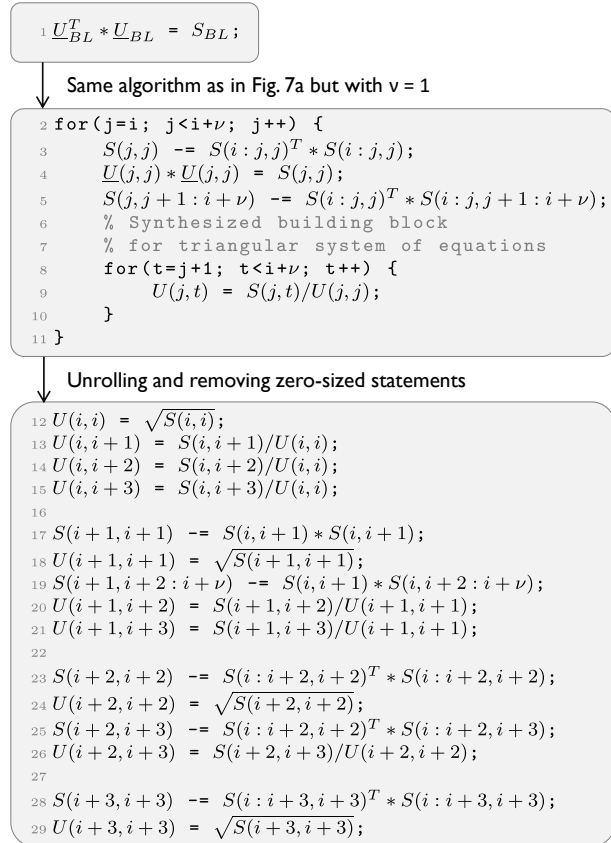 1 U̲_{BL}^T * U̲_{BL} = S_{BL};
Same algorithm as in Fig. 7a but with ν = 1
2 for(j=i; j<i+ν; j++) {
3 S(j,j) -= S(i : j,j)^T * S(i : j,j);
4 U̲(j,j) * U̲(j,j) = S(j,j);
5 S(j,j + 1 : i + ν) -= S(i : j,j)^T * S(i : j,j + 1 : i + ν);
6 % Synthesized building block
7 % for triangular system of equations
8 for(t=j+1; t<i+ν; t++) {
9 U(j,t) = S(j,t)/U(j,j);
10 }
11 }
Unrolling and removing zero-sized statements
12 U(i,i) = √S(i,i);
13 U(i,i + 1) = S(i,i + 1)/U(i,i);
14 U(i,i + 2) = S(i,i + 2)/U(i,i);
15 U(i,i + 3) = S(i,i + 3)/U(i,i);
16
17 S(i + 1,i + 1) -= S(i,i + 1) * S(i,i + 1);
18 U(i + 1,i + 1) = √S(i + 1,i + 1);
19 S(i + 1,i + 2 : i + ν) -= S(i,i + 1) * S(i,i + 2 : i + ν);
20 U(i + 1,i + 2) = S(i + 1,i + 2)/U(i + 1,i + 1);
21 U(i + 1,i + 3) = S(i + 1,i + 3)/U(i + 1,i + 1);
22
23 S(i + 2,i + 2) -= S(i : i + 2,i + 2)^T * S(i : i + 2,i + 2);
24 U(i + 2,i + 2) = √S(i + 2,i + 2);
25 S(i + 2,i + 3) -= S(i : i + 2,i + 2)^T * S(i : i + 2,i + 3);
26 U(i + 2,i + 3) = S(i + 2,i + 3)/U(i + 2,i + 2);
27
28 S(i + 3,i + 3) -= S(i : i + 3,i + 3)^T * S(i : i + 3,i + 3);
29 U(i + 3,i + 3) = √S(i + 3,i + 3);